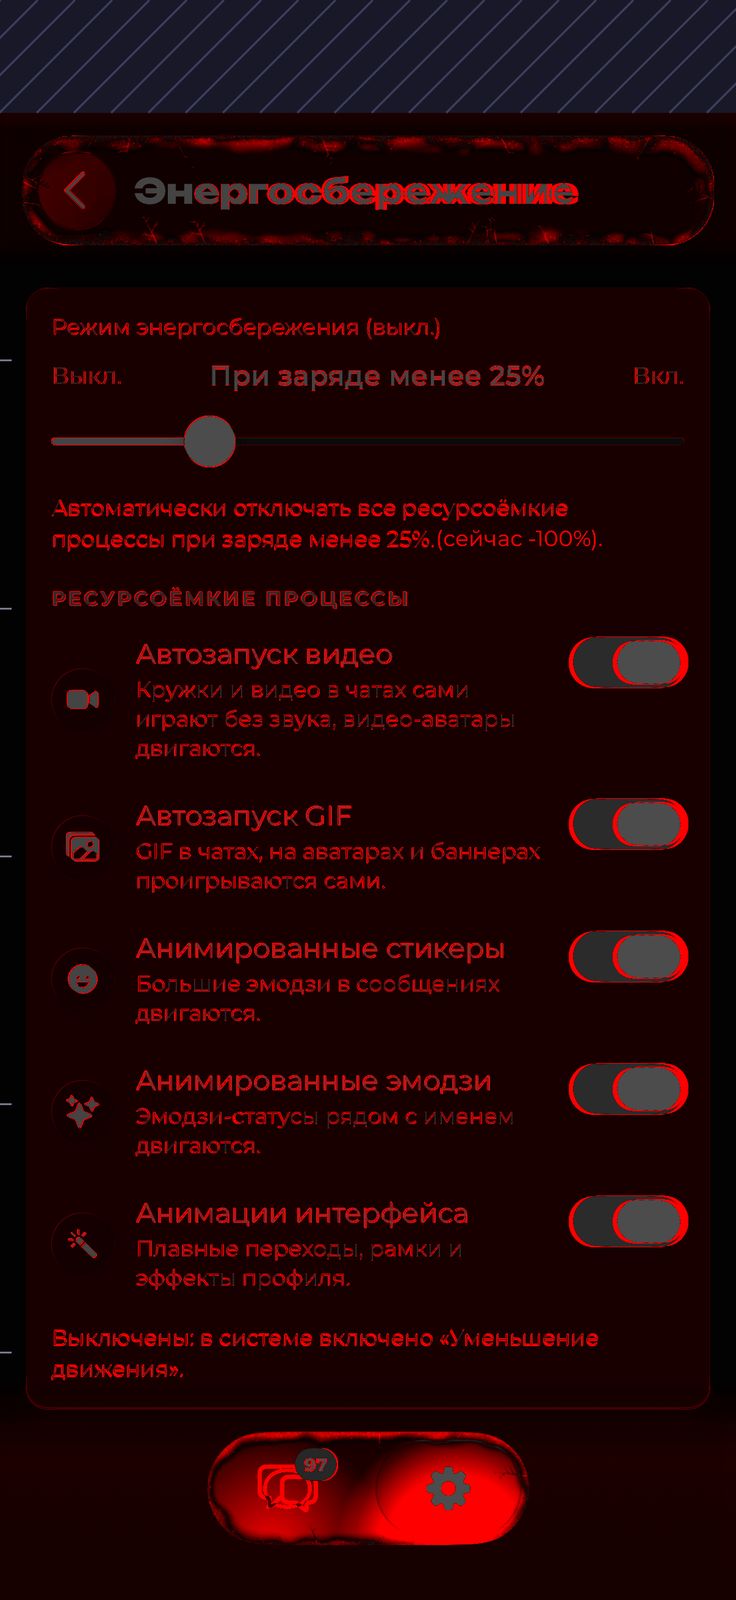 Энергосбережение
Режим энергосбережения (выкл.)
Выкл.
При заряде менее 25%
Вкл.
Автоматически отключать все ресурсоёмкие
процессы при заряде менее 25%.(сейчас -100%).
РЕСУРСОЁМКИЕ ПРОЦЕССЫ
Автозапуск видео
Кружки и видео в чатах сами
играют без звука, видео-аватары
двигаются.
Автозапуск GIF
GIF в чатах, на аватарах и баннерах
проигрываются сами.
Анимированные стикеры
Большие эмодзи в сообщениях
двигаются.
Анимированные эмодзи
Эмодзи-статусы рядом с именем
двигаются.
Анимации интерфейса
Плавные переходы, рамки и
эффекты профиля.
Выключены: в системе включено «Уменьшение
движения».
97